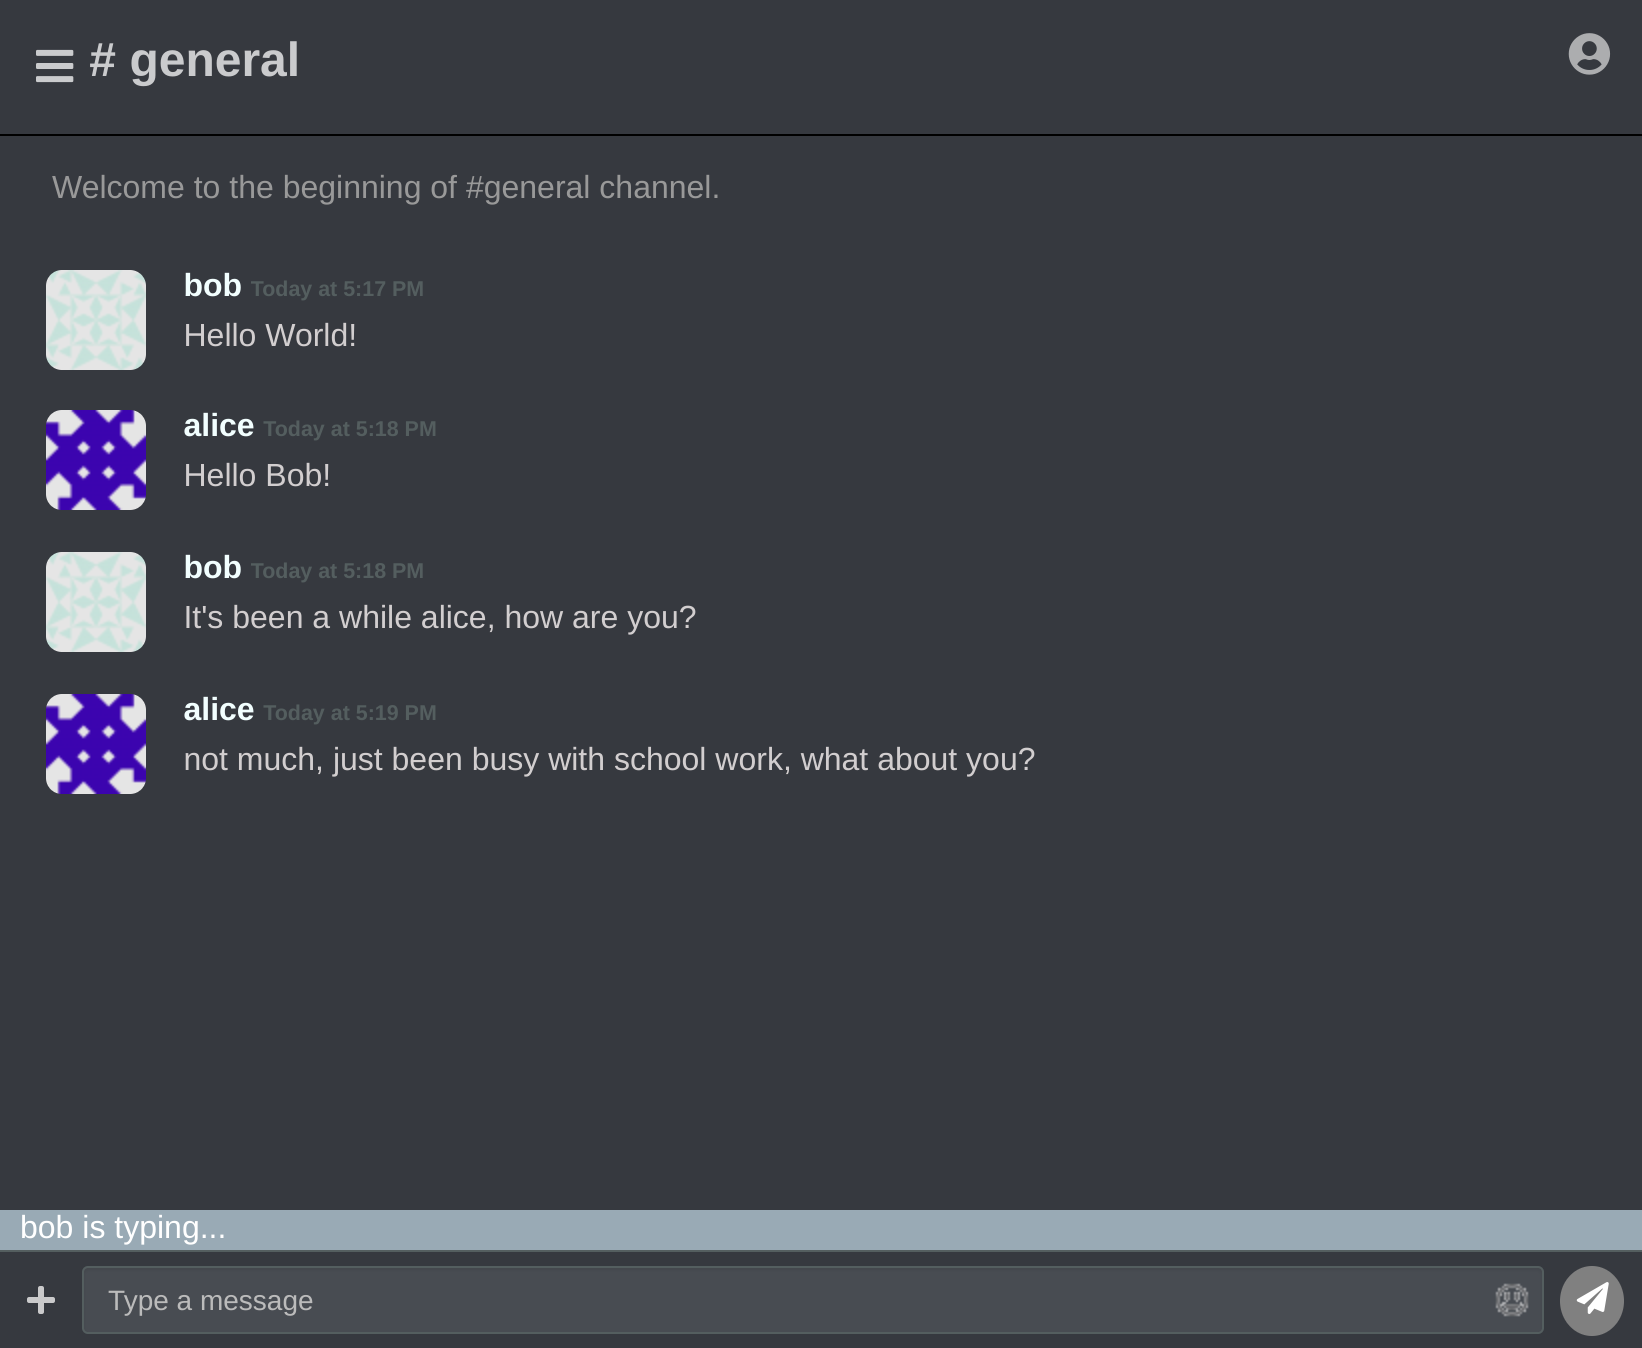 # general
Welcome to the beginning of #general channel.
bob Today at 5:17 PM
Hello World!
alice Today at 5:18 PM
Hello Bob!
bob Today at 5:18 PM
It's been a while alice, how are you?
alice Today at 5:19 PM
not much, just been busy with school work, what about you?
bob is typing...
Type a message